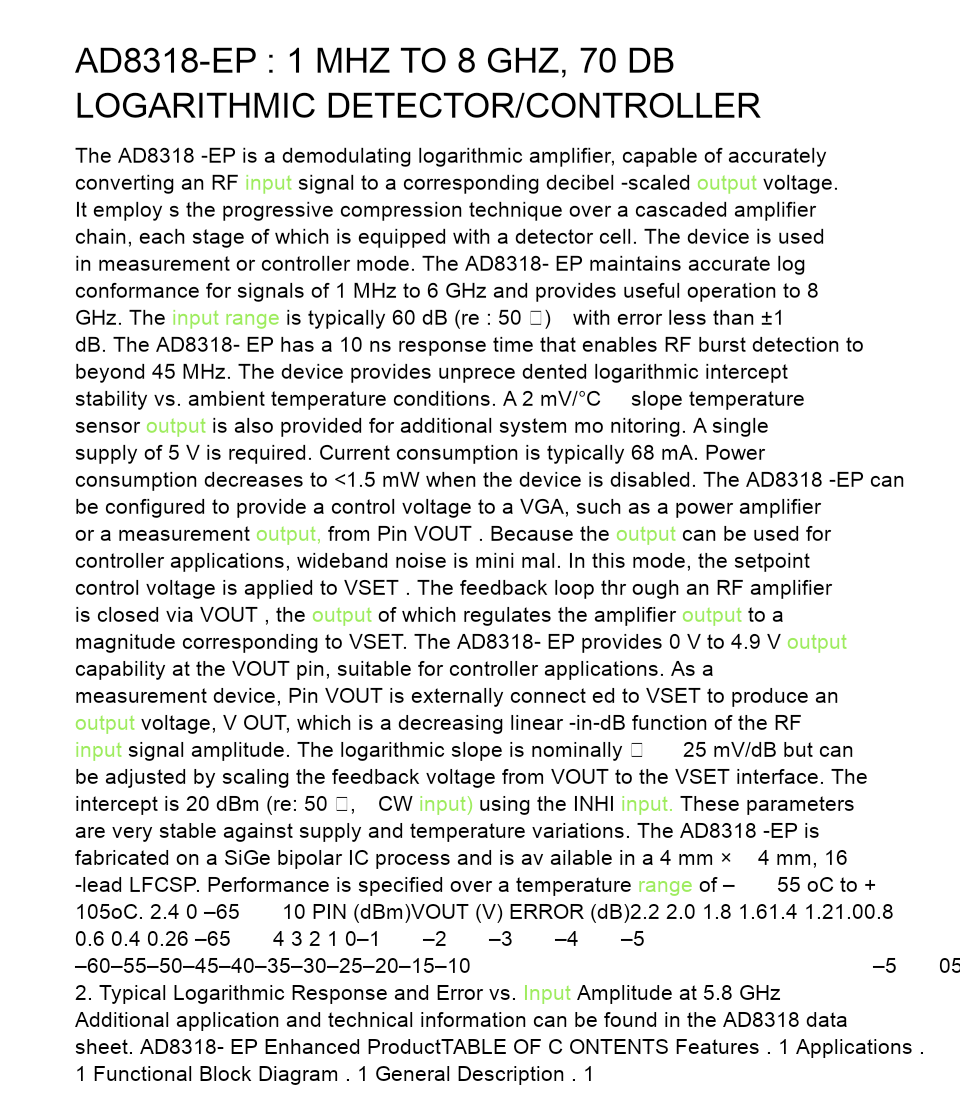 AD8318-EP : 1 MHZ TO 8 GHZ, 70 DB
LOGARITHMIC DETECTOR/CONTROLLER
The AD8318 -EP is a demodulating logarithmic amplifier, capable of accurately
converting an RF input signal to a corresponding decibel -scaled output voltage.
It employ s the progressive compression technique over a cascaded amplifier
chain, each stage of which is equipped with a detector cell. The device is used
in measurement or controller mode. The AD8318- EP maintains accurate log
conformance for signals of 1 MHz to 6 GHz and provides useful operation to 8
GHz. The input range is typically 60 dB (re : 50 □) with error less than ±1
dB. The AD8318- EP has a 10 ns response time that enables RF burst detection to
beyond 45 MHz. The device provides unprece dented logarithmic intercept
stability vs. ambient temperature conditions. A 2 mV/°C slope temperature
sensor output is also provided for additional system mo nitoring. A single
supply of 5 V is required. Current consumption is typically 68 mA. Power
consumption decreases to <1.5 mW when the device is disabled. The AD8318 -EP can
be configured to provide a control voltage to a VGA, such as a power amplifier
or a measurement output, from Pin VOUT . Because the output can be used for
controller applications, wideband noise is mini mal. In this mode, the setpoint
control voltage is applied to VSET . The feedback loop thr ough an RF amplifier
is closed via VOUT , the output of which regulates the amplifier output to a
magnitude corresponding to VSET. The AD8318- EP provides 0 V to 4.9 V output
capability at the VOUT pin, suitable for controller applications. As a
measurement device, Pin VOUT is externally connect ed to VSET to produce an
output voltage, V OUT, which is a decreasing linear -in-dB function of the RF
input signal amplitude. The logarithmic slope is nominally □ 25 mV/dB but can
be adjusted by scaling the feedback voltage from VOUT to the VSET interface. The
intercept is 20 dBm (re: 50 □, CW input) using the INHI input. These parameters
are very stable against supply and temperature variations. The AD8318 -EP is
fabricated on a SiGe bipolar IC process and is av ailable in a 4 mm × 4 mm, 16
-lead LFCSP. Performance is specified over a temperature range of – 55 oC to +
105oC. 2.4 0 –65 10 PIN (dBm)VOUT (V) ERROR (dB)2.2 2.0 1.8 1.61.4 1.21.00.8
0.6 0.4 0.26 –65 4 3 2 1 0–1 –2 –3 –4 –5
–60–55–50–45–40–35–30–25–20–15–10 –5 05
2. Typical Logarithmic Response and Error vs. Input Amplitude at 5.8 GHz
Additional application and technical information can be found in the AD8318 data
sheet. AD8318- EP Enhanced ProductTABLE OF C ONTENTS Features . 1 Applications .
1 Functional Block Diagram . 1 General Description . 1